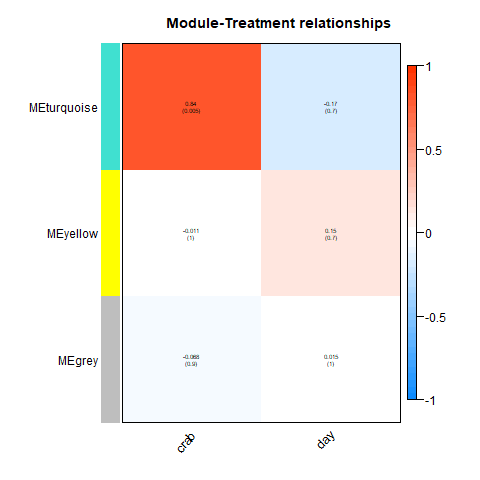 Module-Treatment relationships
MEturquoise
0.84
(0.005)
-0.17
(0.7)
MEyellow
-0.011
(1)
0.15
(0.7)
MEgrey
-0.068
(0.9)
0.015
(1)
crab
day
1
0.5
0
-0.5
-1